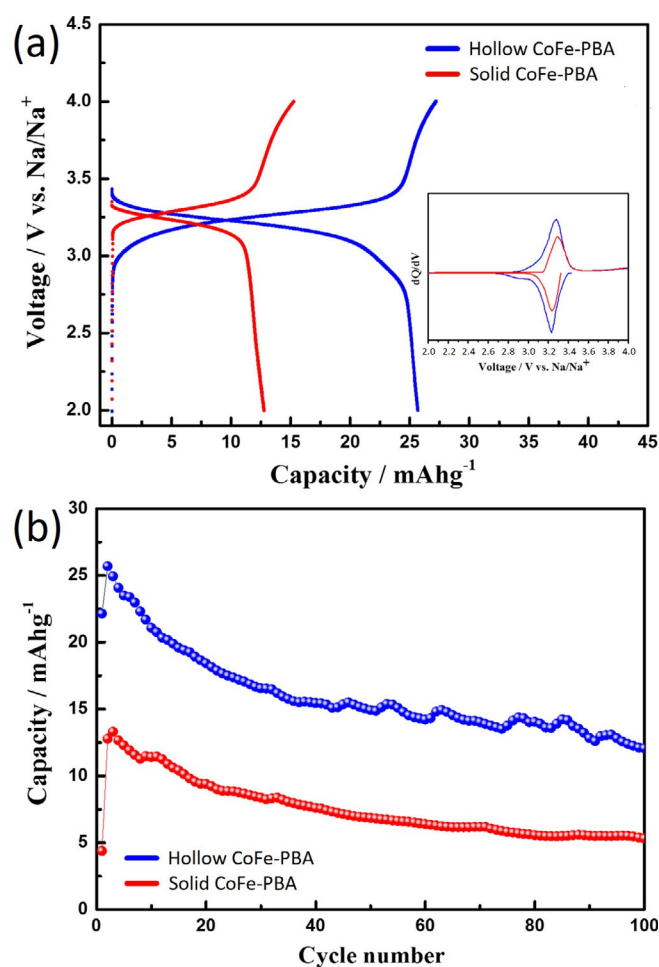 (a)
4.5
4.0
3.5
3.0
2.5
2.0
Voltage / V vs. Na/Na⁺
Hollow CoFe-PBA
Solid CoFe-PBA
dQ/dV
2.0 2.2 2.4 2.6 2.8 3.0 3.2 3.4 3.6 3.8 4.0
Voltage / V vs. Na/Na⁺
0 5 10 15 20 25 30 35 40 45
Capacity / mAhg⁻¹
(b)
30
25
20
15
10
5
0
Capacity / mAhg⁻¹
Hollow CoFe-PBA
Solid CoFe-PBA
0 20 40 60 80 100
Cycle number